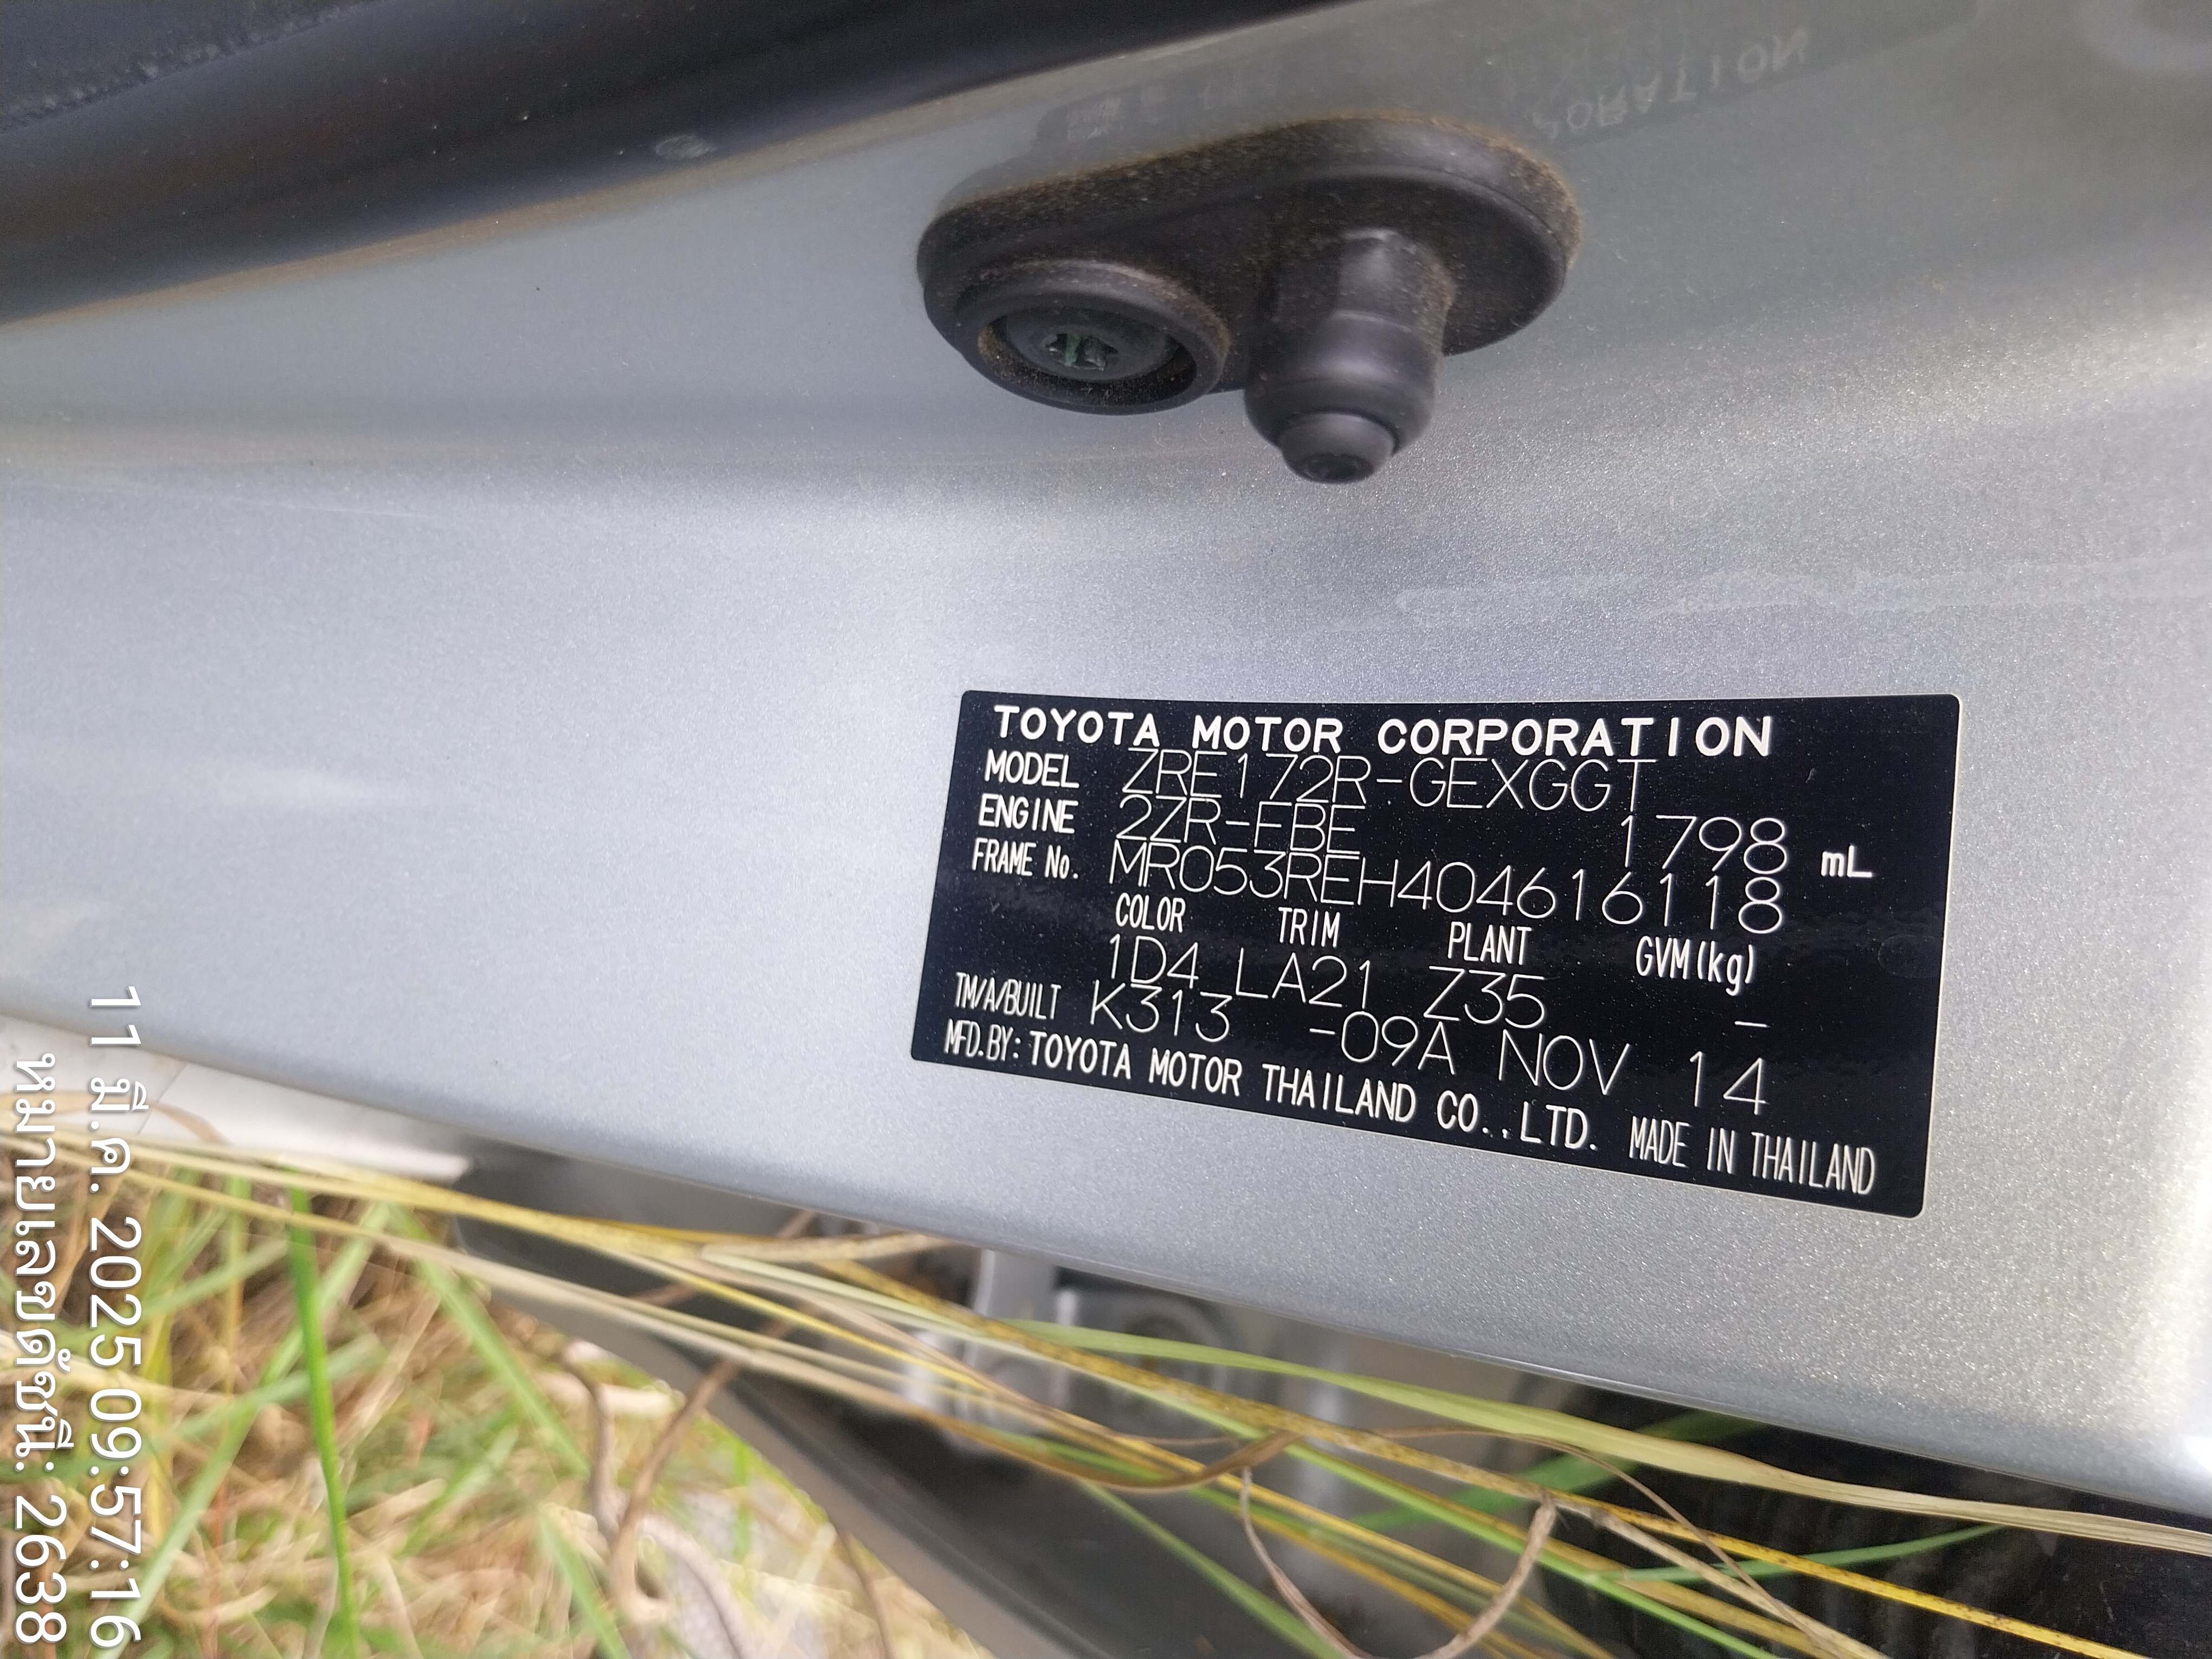 TOYOTA MOTOR CORPORATION
MODEL ZRE172R-GEXGGT
ENGINE 2ZR-FBE 1798 mL
FRAME No. MR053REH404616118
COLOR TRIM PLANT GVM(kg)
1D4 LA21 Z35 -
TM/A/BUILT K313 -09A NOV 14
MFD.BY: TOYOTA MOTOR THAILAND CO.,LTD. MADE IN THAILAND
11 มี.ค. 2025 09:57:16
หมายเลขดัชนี: 2638